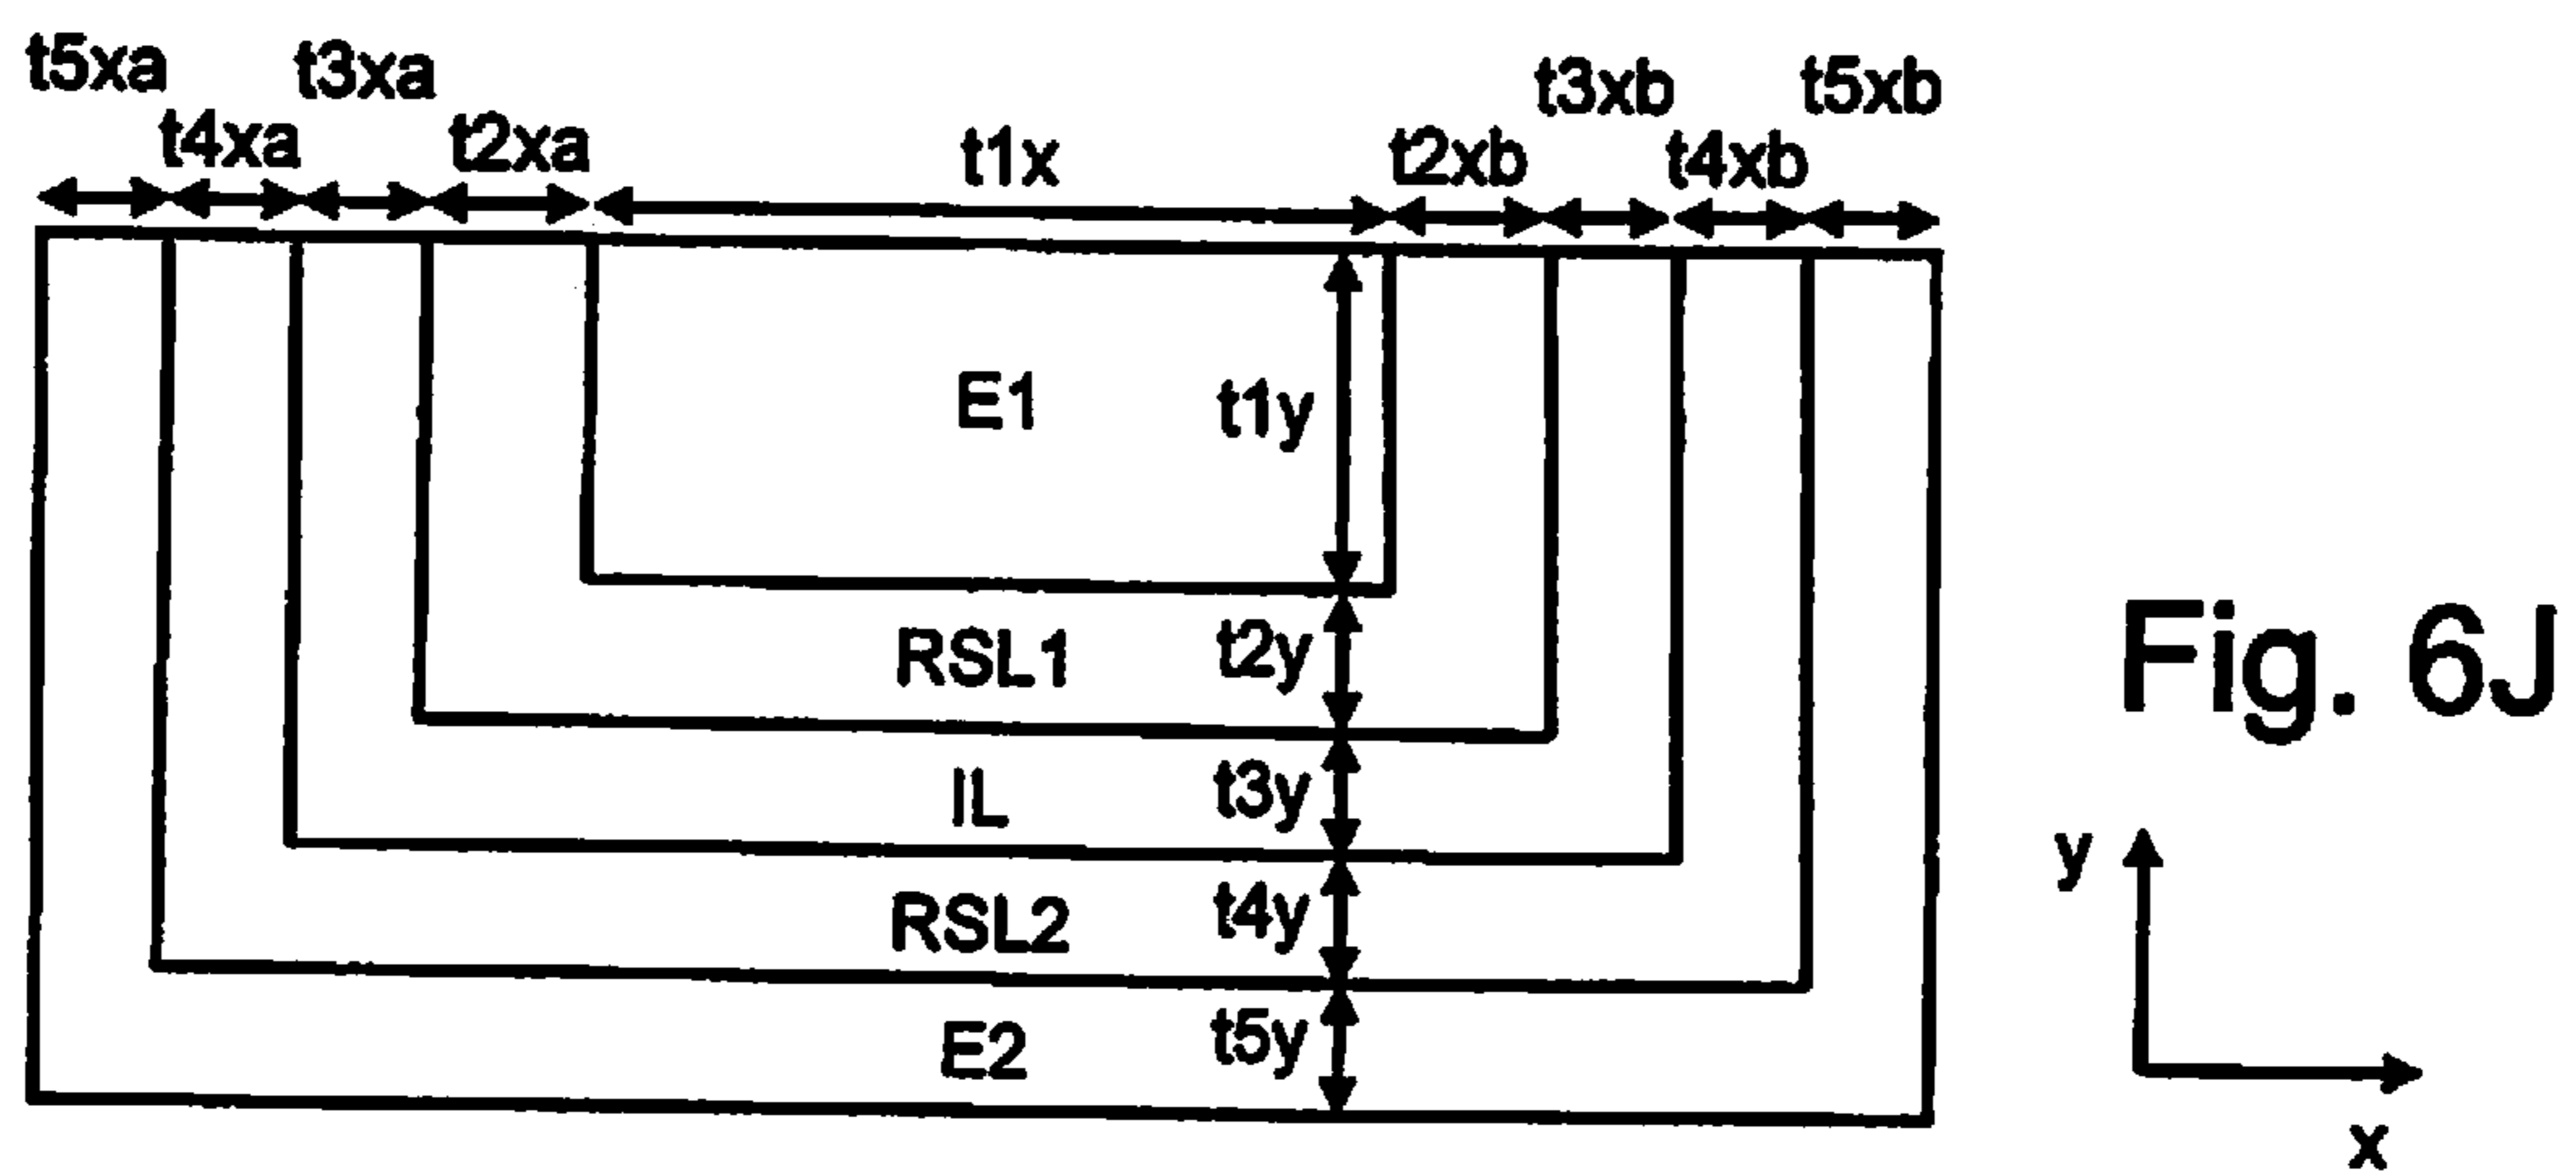 t5xa t3xa t3xb t5xb
t4xa t2xa t1x t2xb t4xb
E1 t1y
RSL1 t2y
Fig. 6J
IL t3y
y
RSL2 t4y
E2 t5y
x